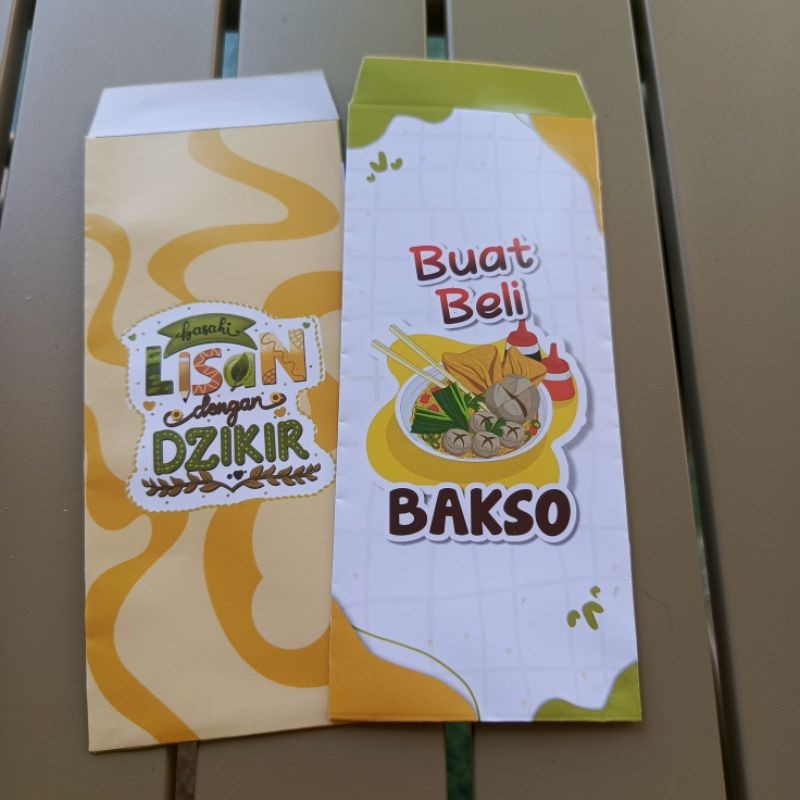 basahi
LiSaN
dengan
DZIKIR
Buat
Beli
BAKSO